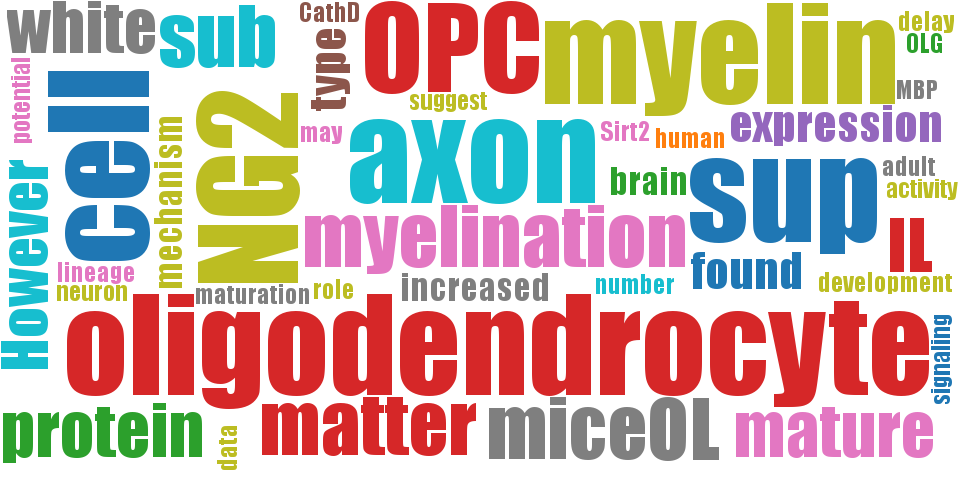 white
sub
CathD
type
OPC
myelin
delay
OLG
potential
cell
suggest
MBP
NG2
may
axon
Sirt2
human
expression
mechanism
brain
sup
adult
activity
However
myelination
IL
lineage
neuron
found
maturation
role
increased
number
development
oligodendrocyte
signaling
protein
data
matter
mice
OL
mature